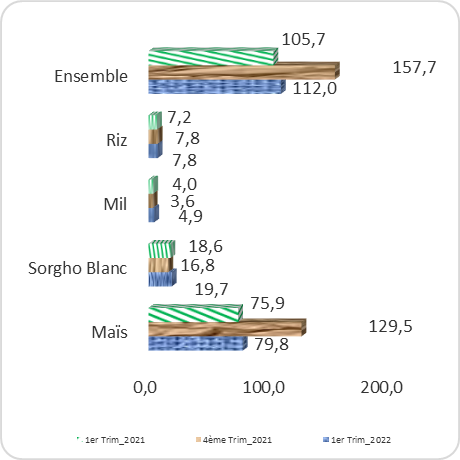 105,7
Ensemble
157,7
112,0
7,2
Riz
7,8
7,8
4,0
Mil
3,6
4,9
18,6
Sorgho Blanc
16,8
19,7
75,9
Maïs
129,5
79,8
0,0 100,0 200,0
1er Trim_2021 4ème Trim_2021 1er Trim_2022